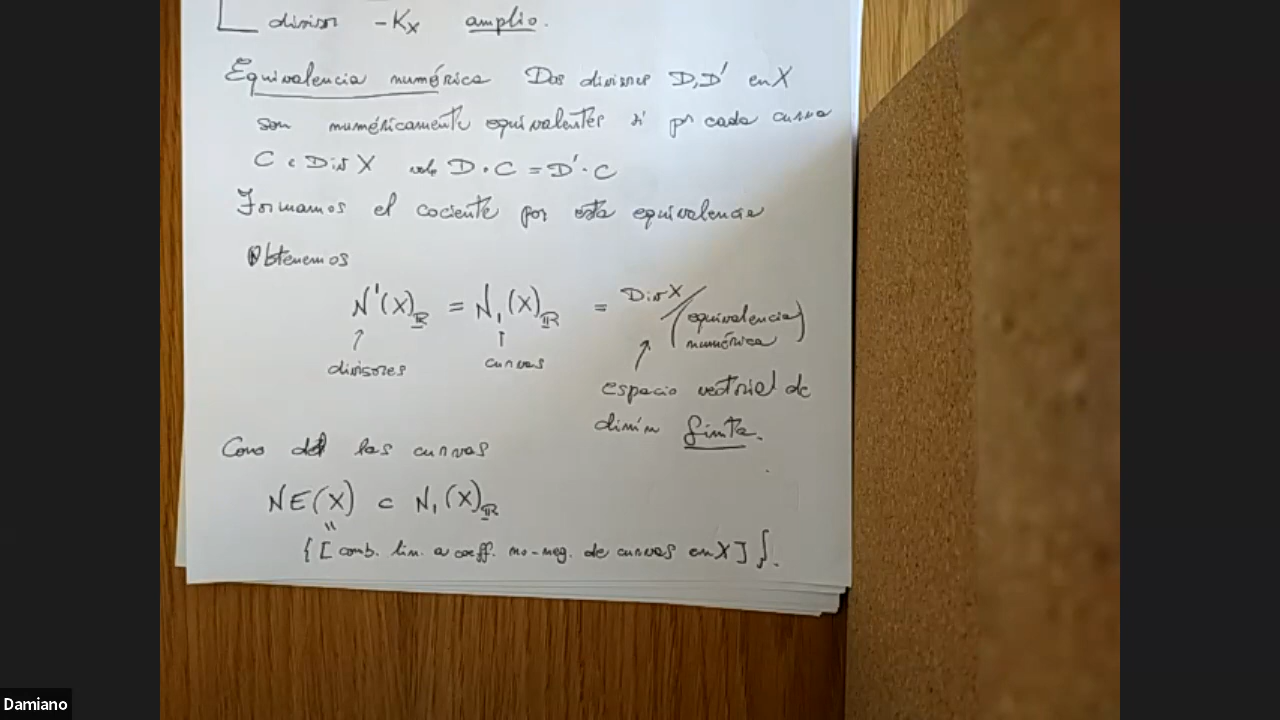 divisor -K_X amplio.
Equivalencia numérica Dos divisores D, D' en X
son numéricamente equivalentes si pr cada curva
C ∈ Div X vale D · C = D' · C
Formamos el cociente por esta equivalencia
Obtenemos
N¹(X)_ℝ = N₁(X)_ℝ = Div X / (equivalencia
numérica)
↑ divisores ↑ curvas ↑
espacio vectorial de
dimn finita.
Cono de las curvas
NE(X) ⊂ N₁(X)_ℝ
"
{ [ comb. lin. a coeff. no-neg. de curvas en X ] }.
Damiano